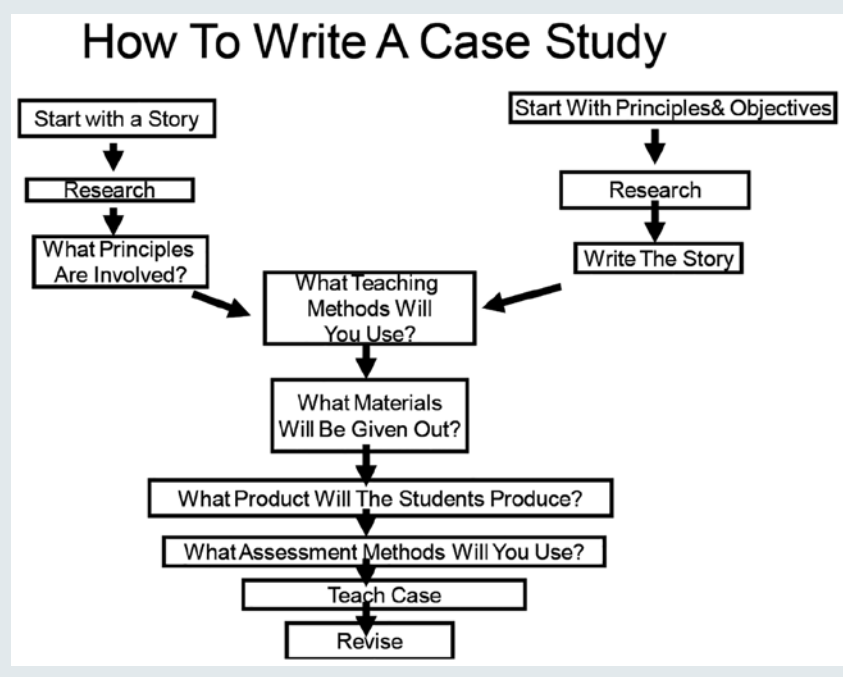 How To Write A Case Study
Start with a Story
Research
What Principles
Are Involved?
Start With Principles& Objectives
Research
Write The Story
What Teaching
Methods Will
You Use?
What Materials
Will Be Given Out?
What Product Will The Students Produce?
What Assessment Methods Will You Use?
Teach Case
Revise